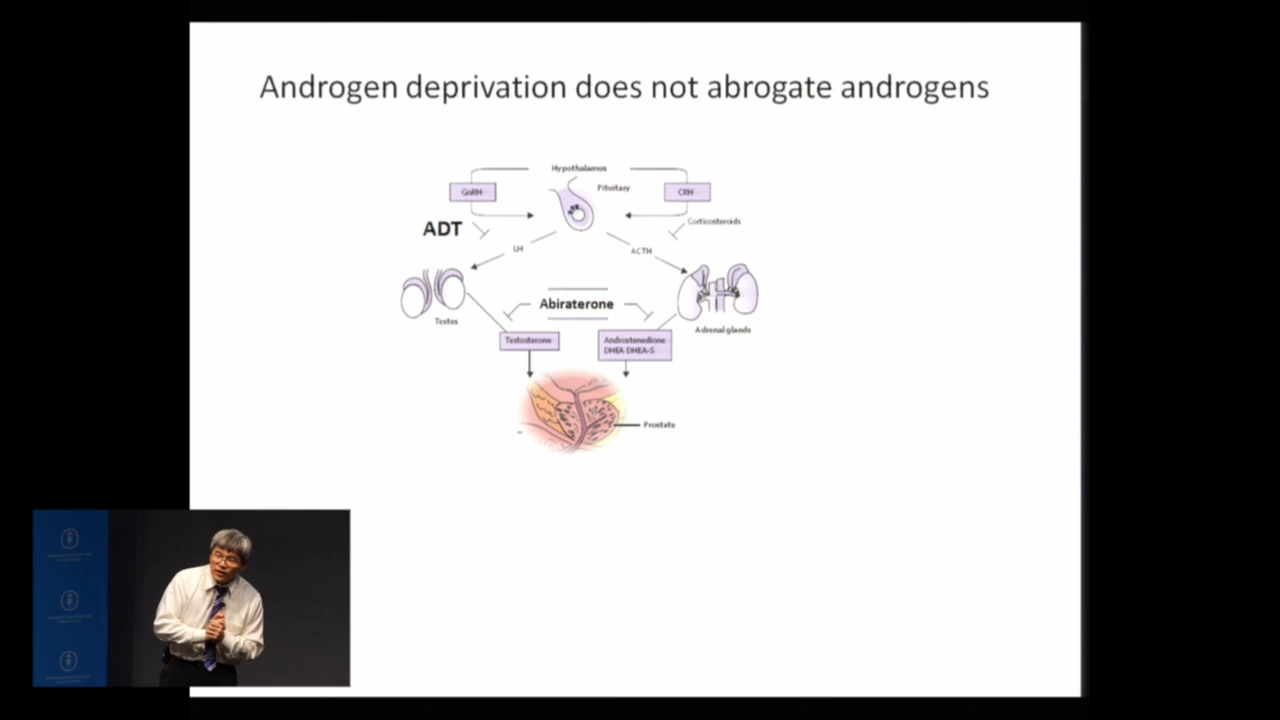 Androgen deprivation does not abrogate androgens
Hypothalamus
GnRH
Pituitary
CRH
ADT
Corticosteroids
LH
ACTH
Abiraterone
Testes
Adrenal glands
Testosterone
Androstenedione
DHEA DHEA-S
Prostate